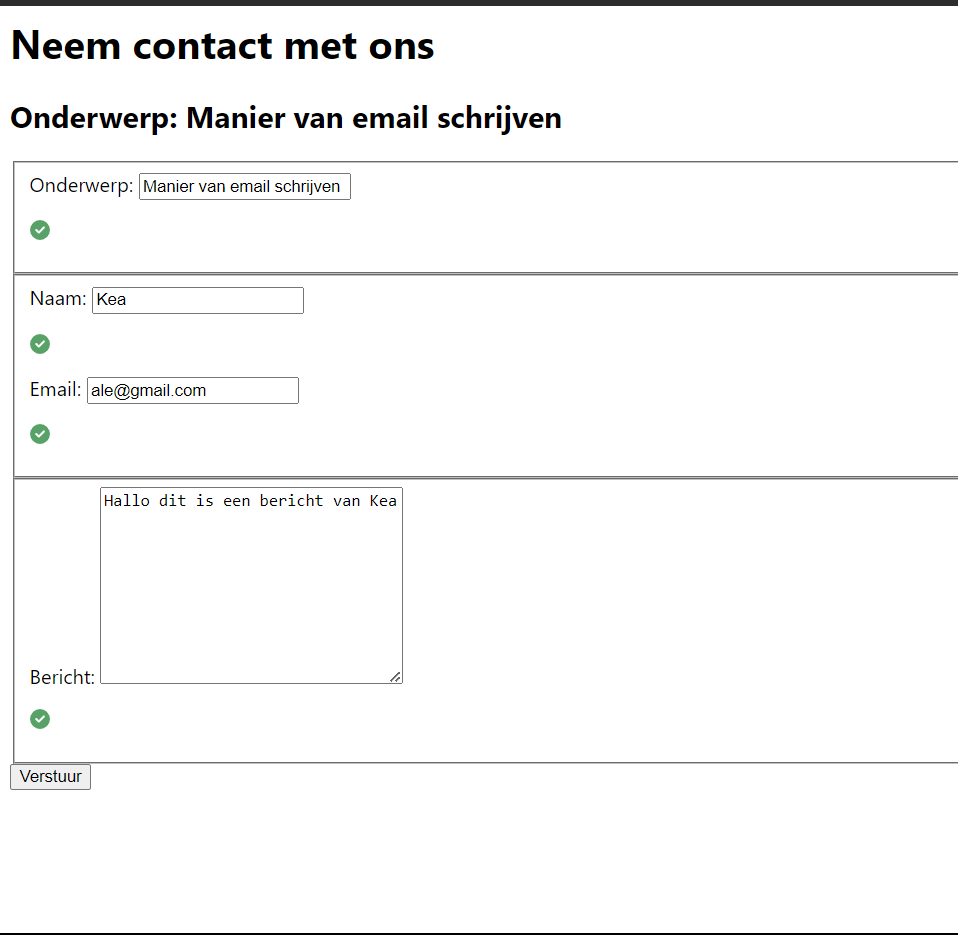 Neem contact met ons
Onderwerp: Manier van email schrijven
Onderwerp: Manier van email schrijven
Naam: Kea
Email: ale@gmail.com
Hallo dit is een bericht van Kea
Bericht:
Verstuur